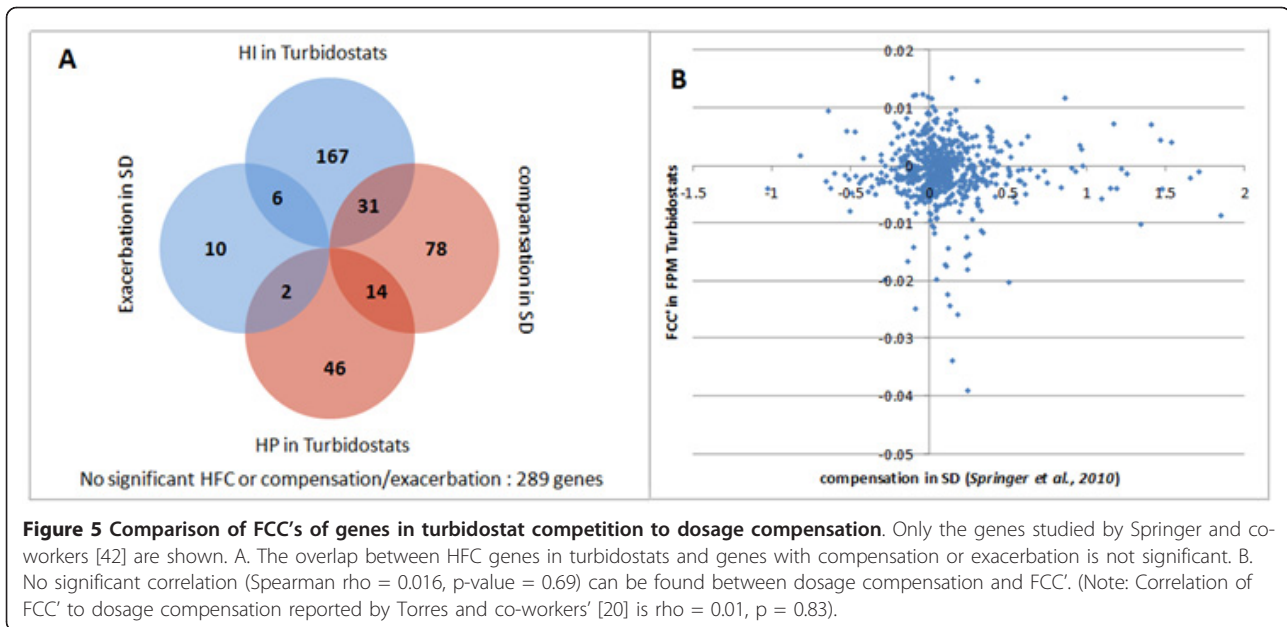 A
HI in Turbidostats
167
Exacerbation in SD
6
31
10
78
compansation in SD
2
14
46
HP in Turbidostats
No significant HFC or compensation/exacerbation : 289 genes
B
0.02
0.01
0
-1.5
-1
-0.5
0
0.5
1
1.5
2
-0.01
-0.02
-0.03
-0.04
-0.05
FCC' in FPM Turbidostats
compensation in SD (Springer et al., 2010)
Figure 5 Comparison of FCC's of genes in turbidostat competition to dosage compensation. Only the genes studied by Springer and co-
workers [42] are shown. A. The overlap between HFC genes in turbidostats and genes with compensation or exacerbation is not significant. B.
No significant correlation (Spearman rho = 0.016, p-value = 0.69) can be found between dosage compensation and FCC'. (Note: Correlation of
FCC' to dosage compensation reported by Torres and co-workers' [20] is rho = 0.01, p = 0.83).